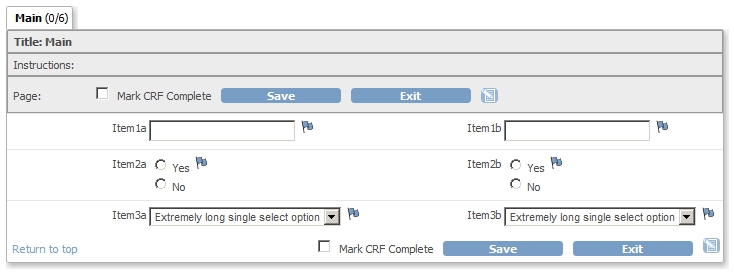 Main (0/6)
Title: Main
Instructions:
Page: Mark CRF Complete Save Exit
Item1a Item1b
Item2a Yes Item2b Yes
No No
Item3a Extremely long single select option Item3b Extremely long single select option
Return to top Mark CRF Complete Save Exit